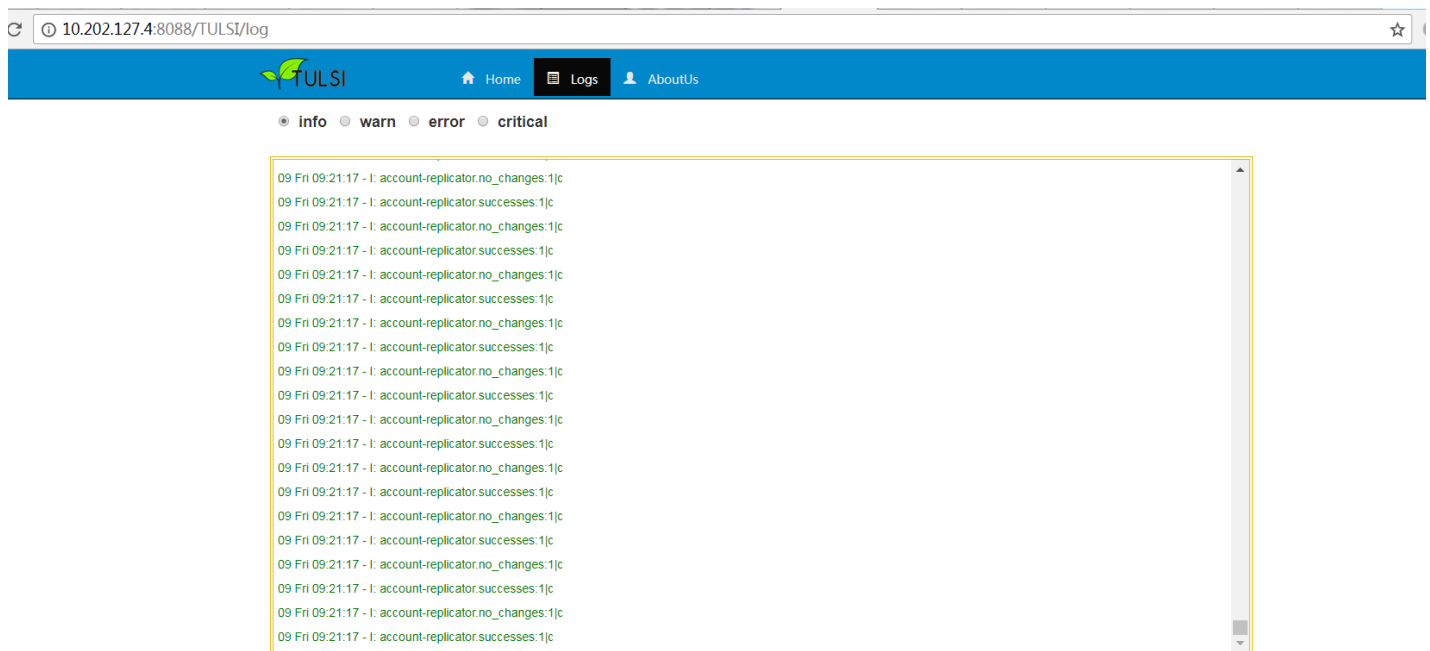 10.202.127.4:8088/TULSI/log
TULSI Home Logs AboutUs
info warn error critical
09 Fri 09:21:17 - I: account-replicator.no_changes:1|c
09 Fri 09:21:17 - I: account-replicator.successes:1|c
09 Fri 09:21:17 - I: account-replicator.no_changes:1|c
09 Fri 09:21:17 - I: account-replicator.successes:1|c
09 Fri 09:21:17 - I: account-replicator.no_changes:1|c
09 Fri 09:21:17 - I: account-replicator.successes:1|c
09 Fri 09:21:17 - I: account-replicator.no_changes:1|c
09 Fri 09:21:17 - I: account-replicator.successes:1|c
09 Fri 09:21:17 - I: account-replicator.no_changes:1|c
09 Fri 09:21:17 - I: account-replicator.successes:1|c
09 Fri 09:21:17 - I: account-replicator.no_changes:1|c
09 Fri 09:21:17 - I: account-replicator.successes:1|c
09 Fri 09:21:17 - I: account-replicator.no_changes:1|c
09 Fri 09:21:17 - I: account-replicator.successes:1|c
09 Fri 09:21:17 - I: account-replicator.no_changes:1|c
09 Fri 09:21:17 - I: account-replicator.successes:1|c
09 Fri 09:21:17 - I: account-replicator.no_changes:1|c
09 Fri 09:21:17 - I: account-replicator.successes:1|c
09 Fri 09:21:17 - I: account-replicator.no_changes:1|c
09 Fri 09:21:17 - I: account-replicator.successes:1|c